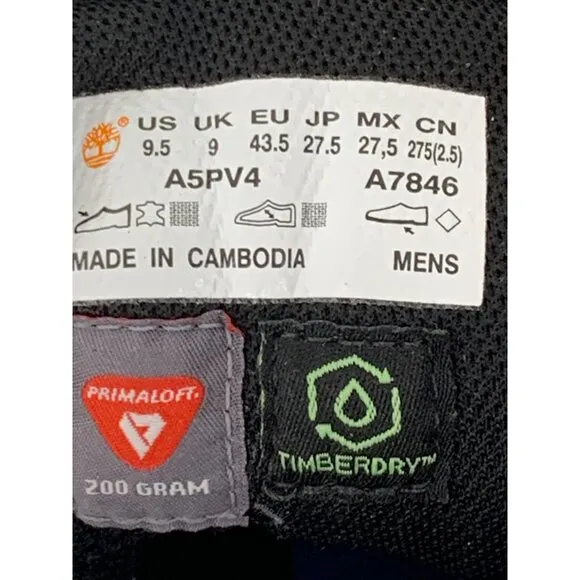 ® US UK EU JP MX CN
9.5 9 43.5 27.5 27,5 275(2.5)
A5PV4 A7846
MADE IN CAMBODIA MENS
PRIMALOFT®
200 GRAM
TIMBERDRY™